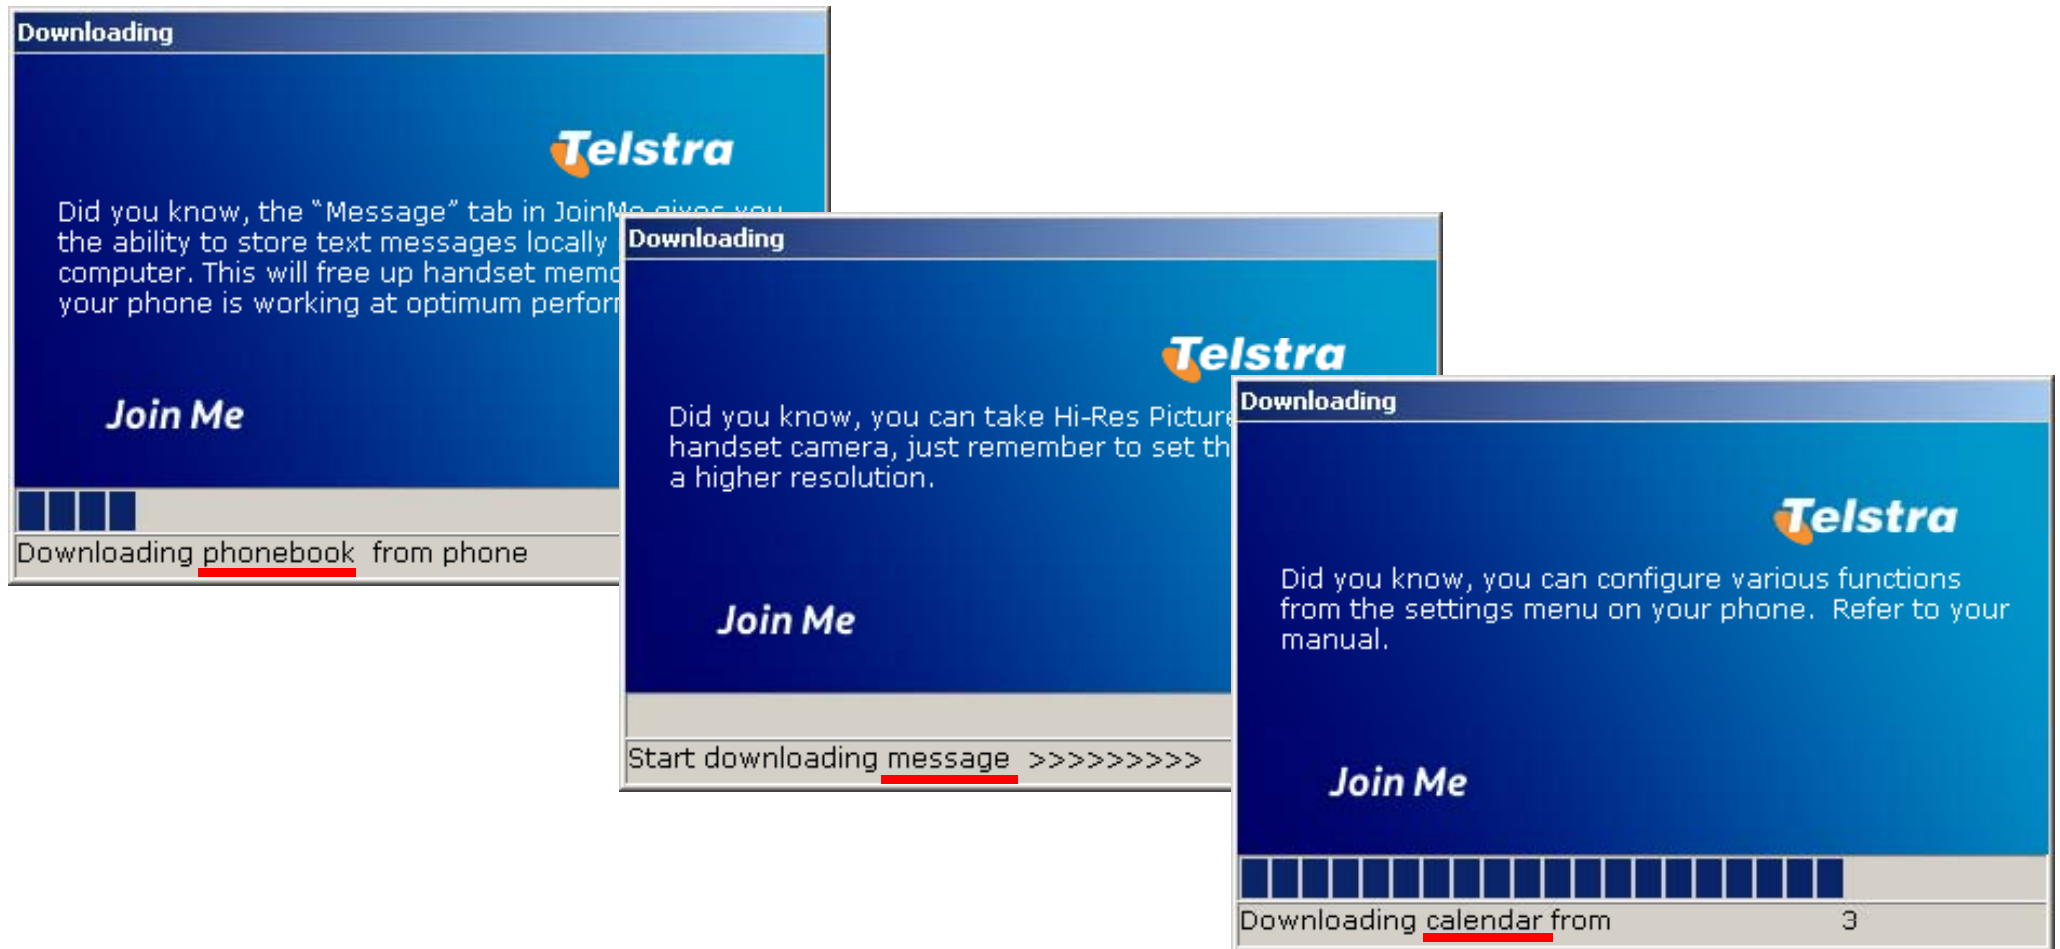 Downloading
Telstra
Did you know, the “Message” tab in JoinMe gives you
the ability to store text messages locally
computer. This will free up handset
your phone is working at optimum
Join Me
Downloading phonebook from phone
Downloading
Telstra
Did you know, you can take Hi-Res
handset camera, just remember to set
a higher resolution.
Join Me
Start downloading message >>>>>>>>>
Downloading
Telstra
Did you know, you can configure various functions
from the settings menu on your phone. Refer to your
manual.
Join Me
Downloading calendar from 3